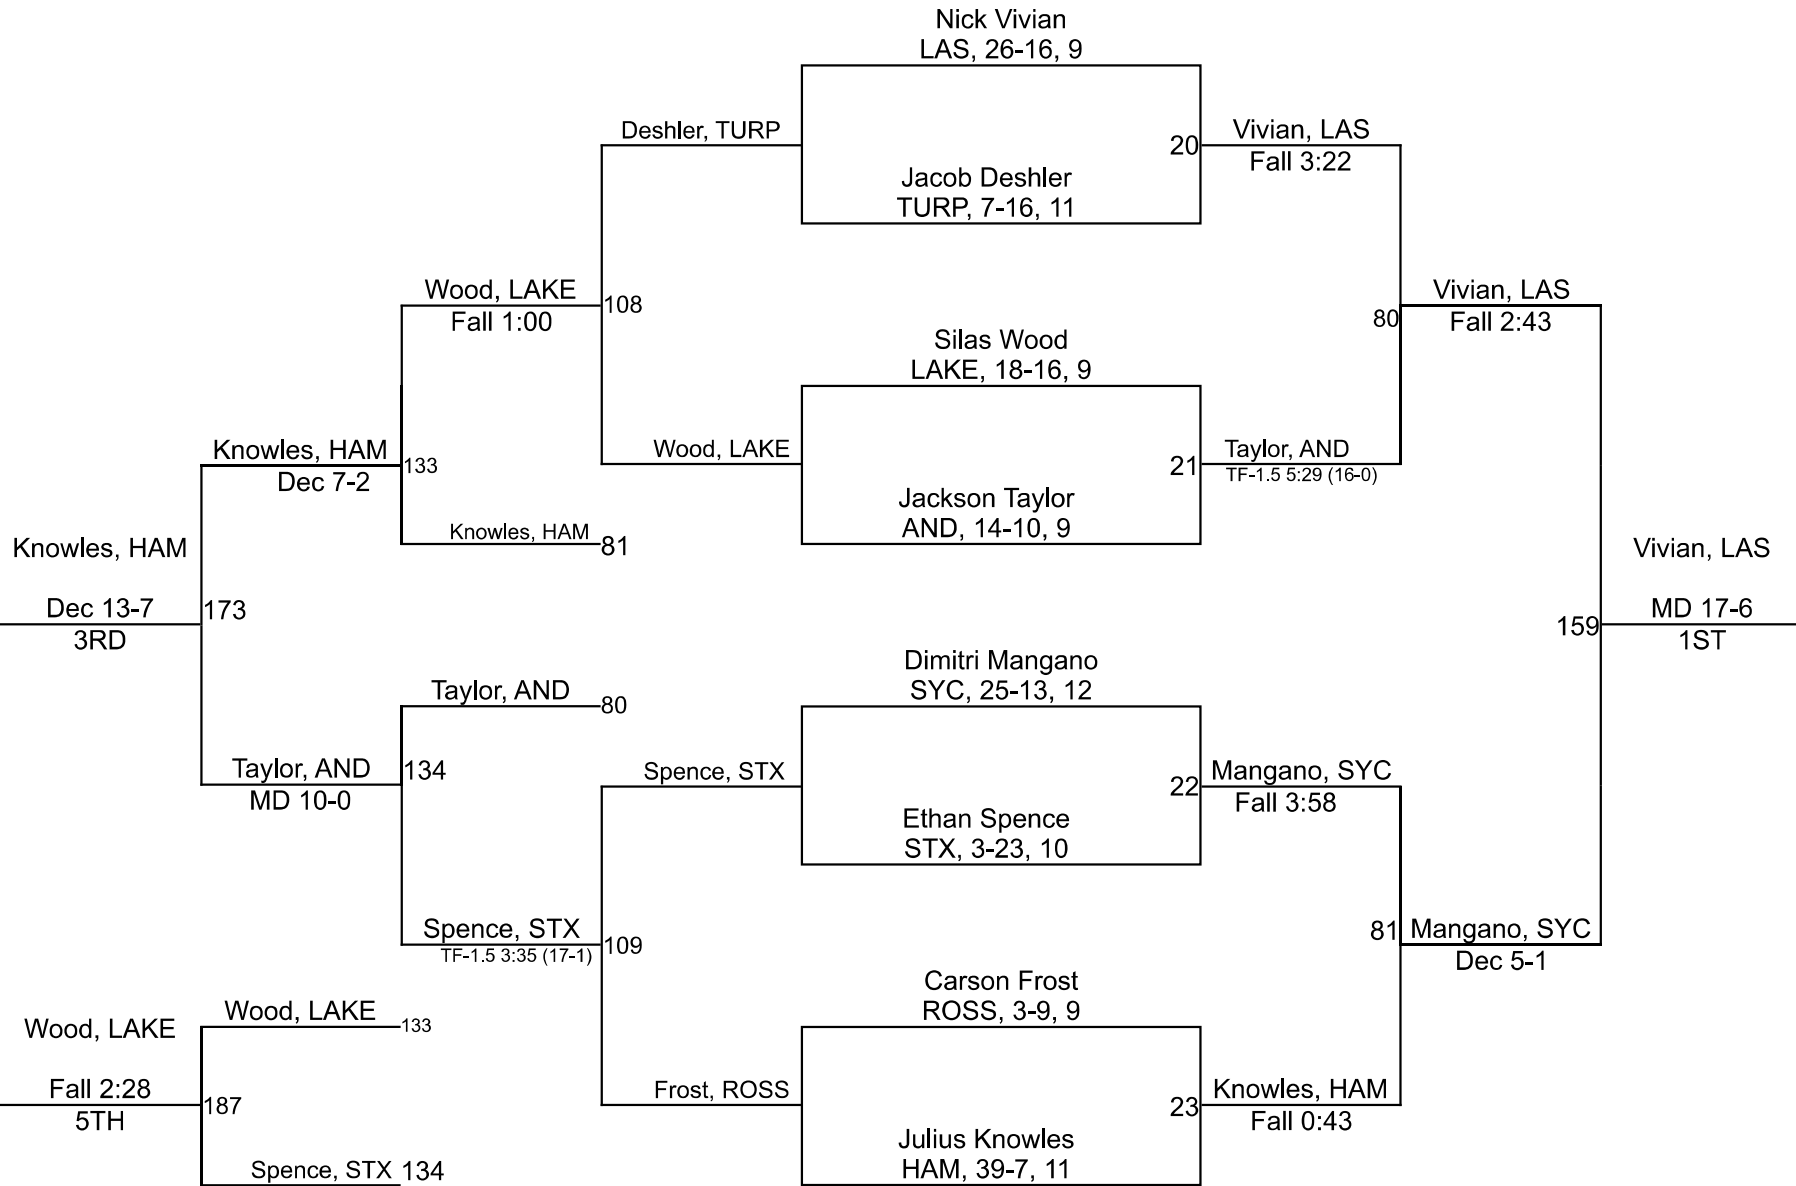 Nick Vivian
LAS, 26-16, 9
Deshler, TURP
20
Vivian, LAS
Fall 3:22
Jacob Deshler
TURP, 7-16, 11
Wood, LAKE
Fall 1:00
108
80
Vivian, LAS
Fall 2:43
Silas Wood
LAKE, 18-16, 9
Knowles, HAM
Dec 7-2
133
Wood, LAKE
21
Taylor, AND
TF-1.5 5:29 (16-0)
Jackson Taylor
AND, 14-10, 9
Knowles, HAM
81
Knowles, HAM
Dec 13-7
3RD
173
Vivian, LAS
159
MD 17-6
1ST
Dimitri Mangano
SYC, 25-13, 12
Taylor, AND
80
Taylor, AND
MD 10-0
134
Spence, STX
22
Mangano, SYC
Fall 3:58
Ethan Spence
STX, 3-23, 10
Spence, STX
TF-1.5 3:35 (17-1)
109
81
Mangano, SYC
Dec 5-1
Carson Frost
ROSS, 3-9, 9
Wood, LAKE
133
Wood, LAKE
Fall 2:28
5TH
187
Frost, ROSS
23
Knowles, HAM
Fall 0:43
Julius Knowles
HAM, 39-7, 11
Spence, STX
134